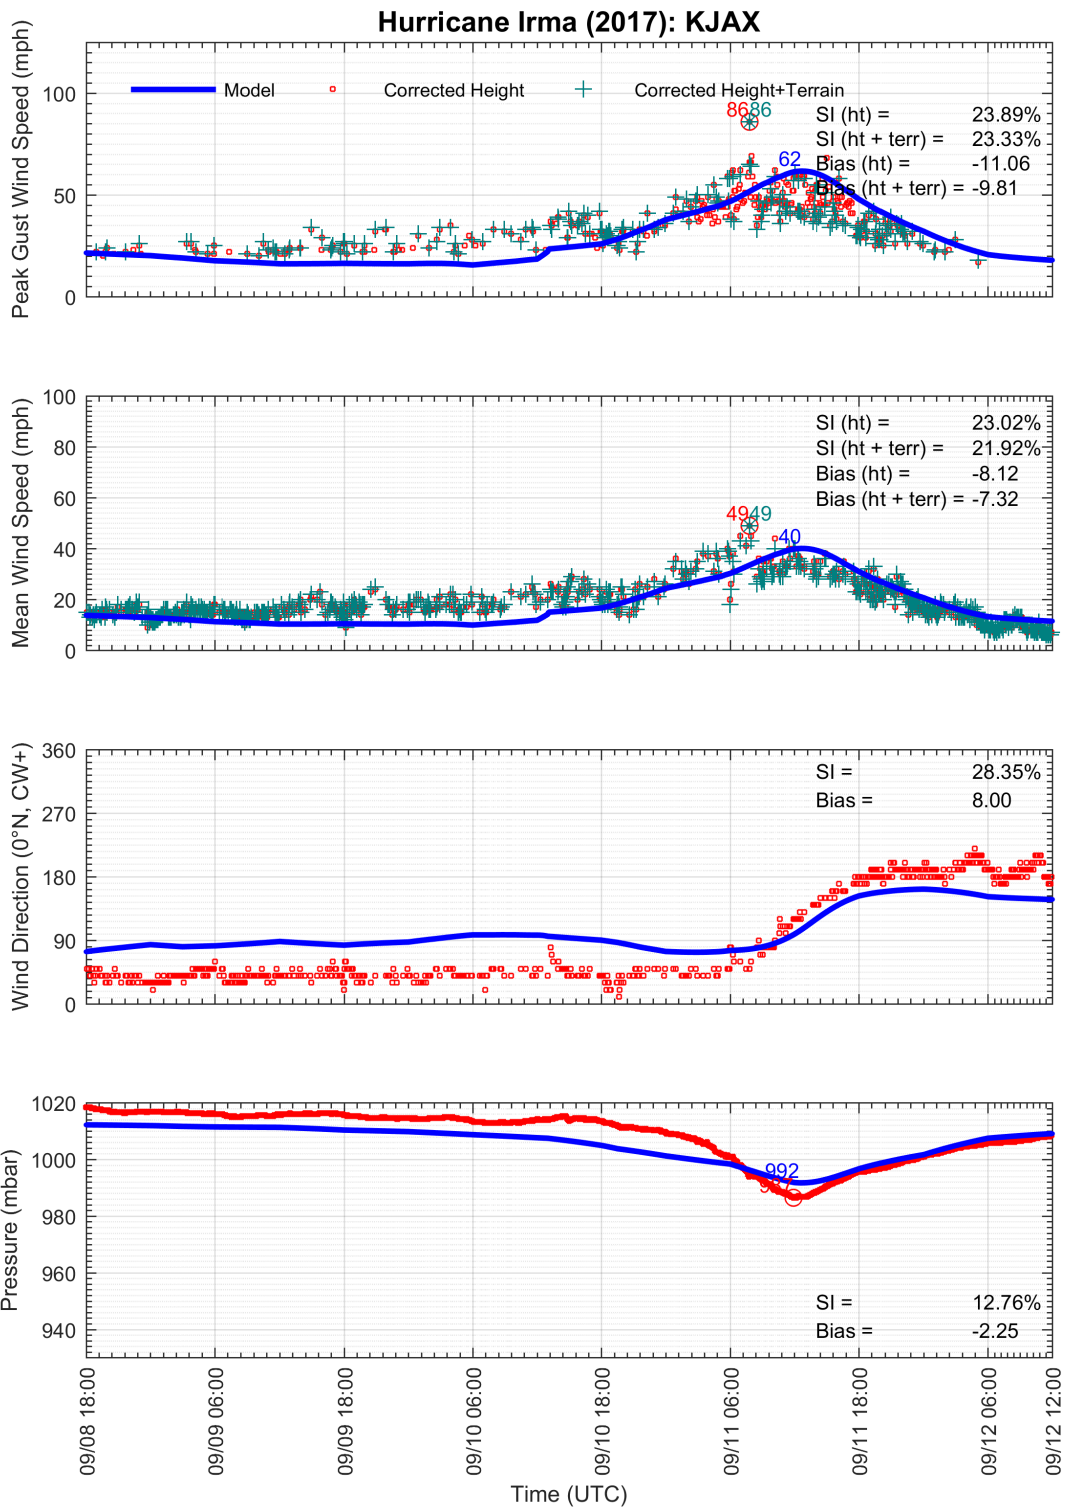 Hurricane Irma (2017): KJAX
Peak Gust Wind Speed (mph)
100
50
0
Model
Corrected Height
Corrected Height+Terrain
86 86
62
SI (ht) = 23.89%
SI (ht + terr) = 23.33%
Bias (ht) = -11.06
Bias (ht + terr) = -9.81
Mean Wind Speed (mph)
100
80
60
40
20
0
49 49
40
SI (ht) = 23.02%
SI (ht + terr) = 21.92%
Bias (ht) = -8.12
Bias (ht + terr) = -7.32
Wind Direction (0°N, CW+)
360
270
180
90
0
SI = 28.35%
Bias = 8.00
Pressure (mbar)
1020
1000
980
960
940
992
SI = 12.76%
Bias = -2.25
09/08 18:00
09/09 06:00
09/09 18:00
09/10 06:00
09/10 18:00
09/11 06:00
09/11 18:00
09/12 06:00
09/12 12:00
Time (UTC)